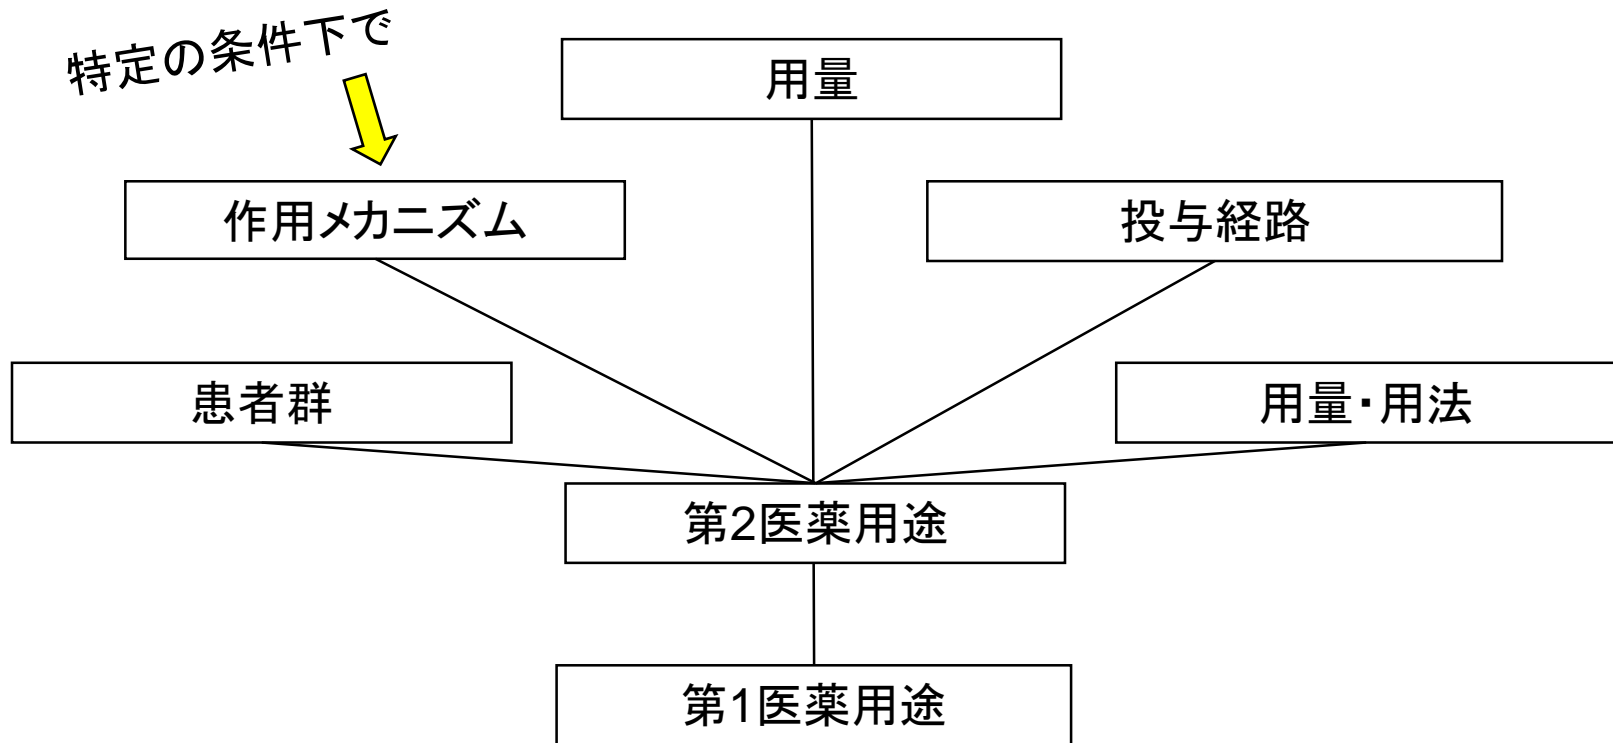 特定の条件下で
用量
作用メカニズム
投与経路
患者群
用量・用法
第2医薬用途
第1医薬用途